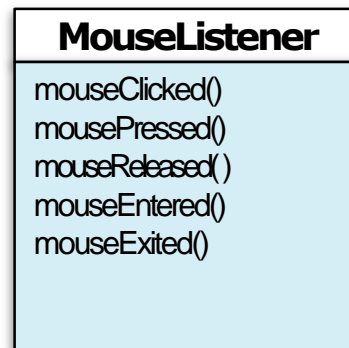 MouseListener
mouseClicked()
mousePressed()
mouseReleased( )
mouseEntered()
mouseExited()